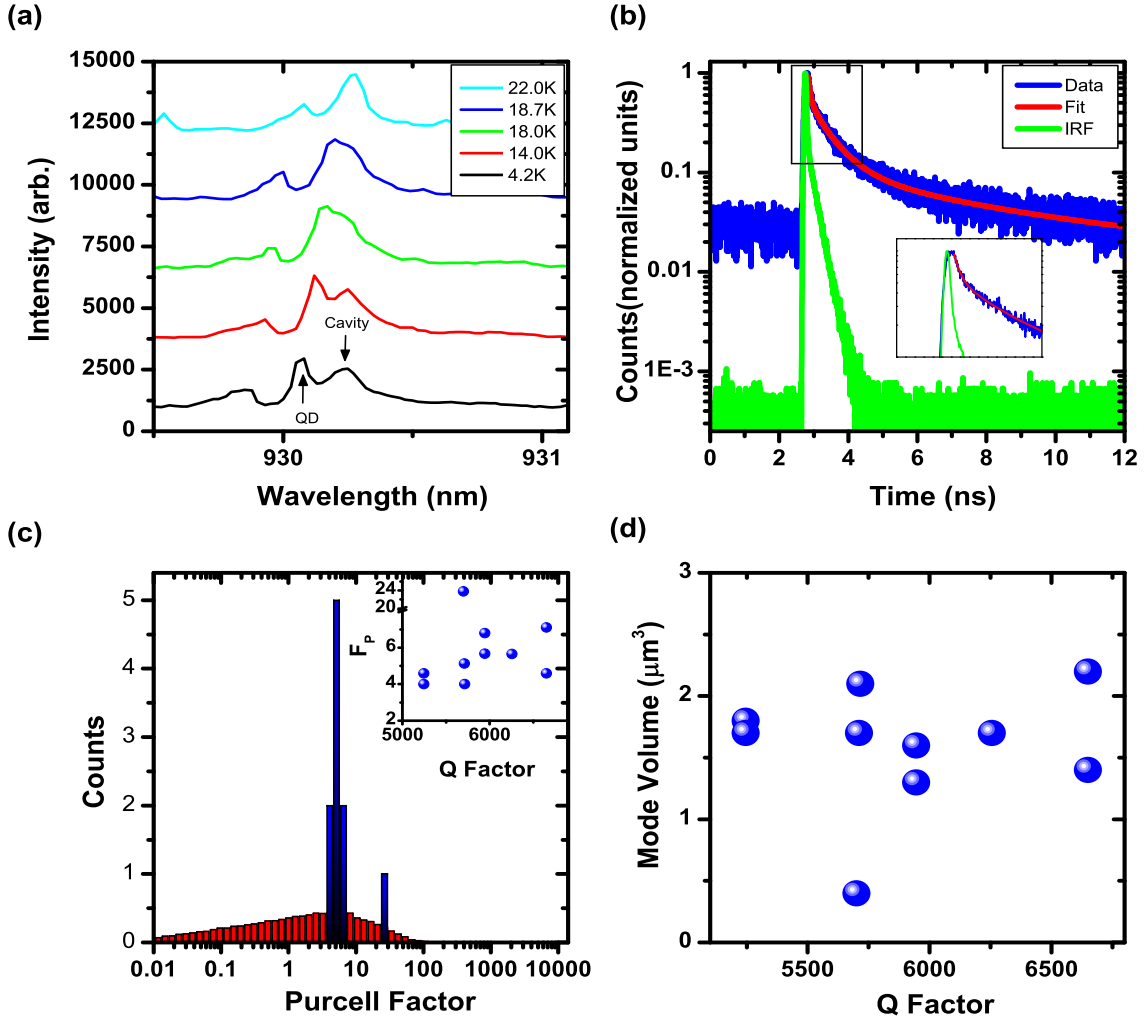 (a)
15000
12500
10000
7500
5000
2500
0
Intensity (arb.)
22.0K
18.7K
18.0K
14.0K
4.2K
Cavity
QD
930
931
Wavelength (nm)
(b)
1
0.1
0.01
1E-3
Counts(normalized units)
Data
Fit
IRF
0
2
4
6
8
10
12
Time (ns)
(c)
5
4
3
2
1
0
Counts
24
20
6
4
2
F_P
5000
6000
Q Factor
0.01
0.1
1
10
100
1000
10000
Purcell Factor
(d)
3
2
1
0
Mode Volume (μm³)
5500
6000
6500
Q Factor